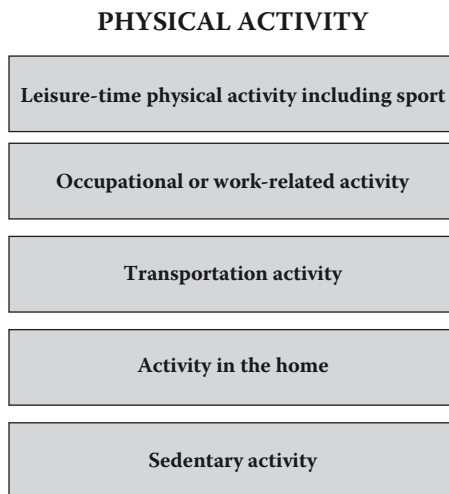 PHYSICAL ACTIVITY
Leisure-time physical activity including sport
Occupational or work-related activity
Transportation activity
Activity in the home
Sedentary activity